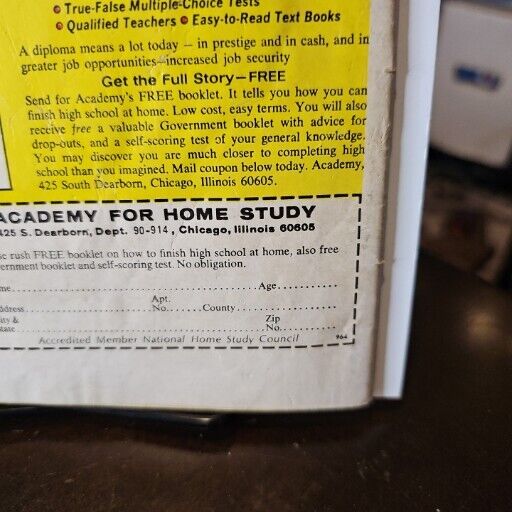 • True-False Multiple-Choice Tests
• Qualified Teachers • Easy-to-Read Text Books
A diploma means a lot today — in prestige and in cash, and in
greater job opportunities—increased job security
Get the Full Story—FREE
Send for Academy's FREE booklet. It tells you how you can
finish high school at home. Low cost, easy terms. You will also
receive free a valuable Government booklet with advice for
drop-outs, and a self-scoring test of your general knowledge.
You may discover you are much closer to completing high
school than you imagined. Mail coupon below today. Academy,
425 South Dearborn, Chicago, Illinois 60605.
ACADEMY FOR HOME STUDY
425 S. Dearborn, Dept. 90-914, Chicago, Illinois 60605
se rush FREE booklet on how to finish high school at home, also free
ernment booklet and self-scoring test. No obligation.
me............Age............
ddress............Apt. No.......County............
ity &
tate............Zip No............
Accredited Member National Home Study Council 964